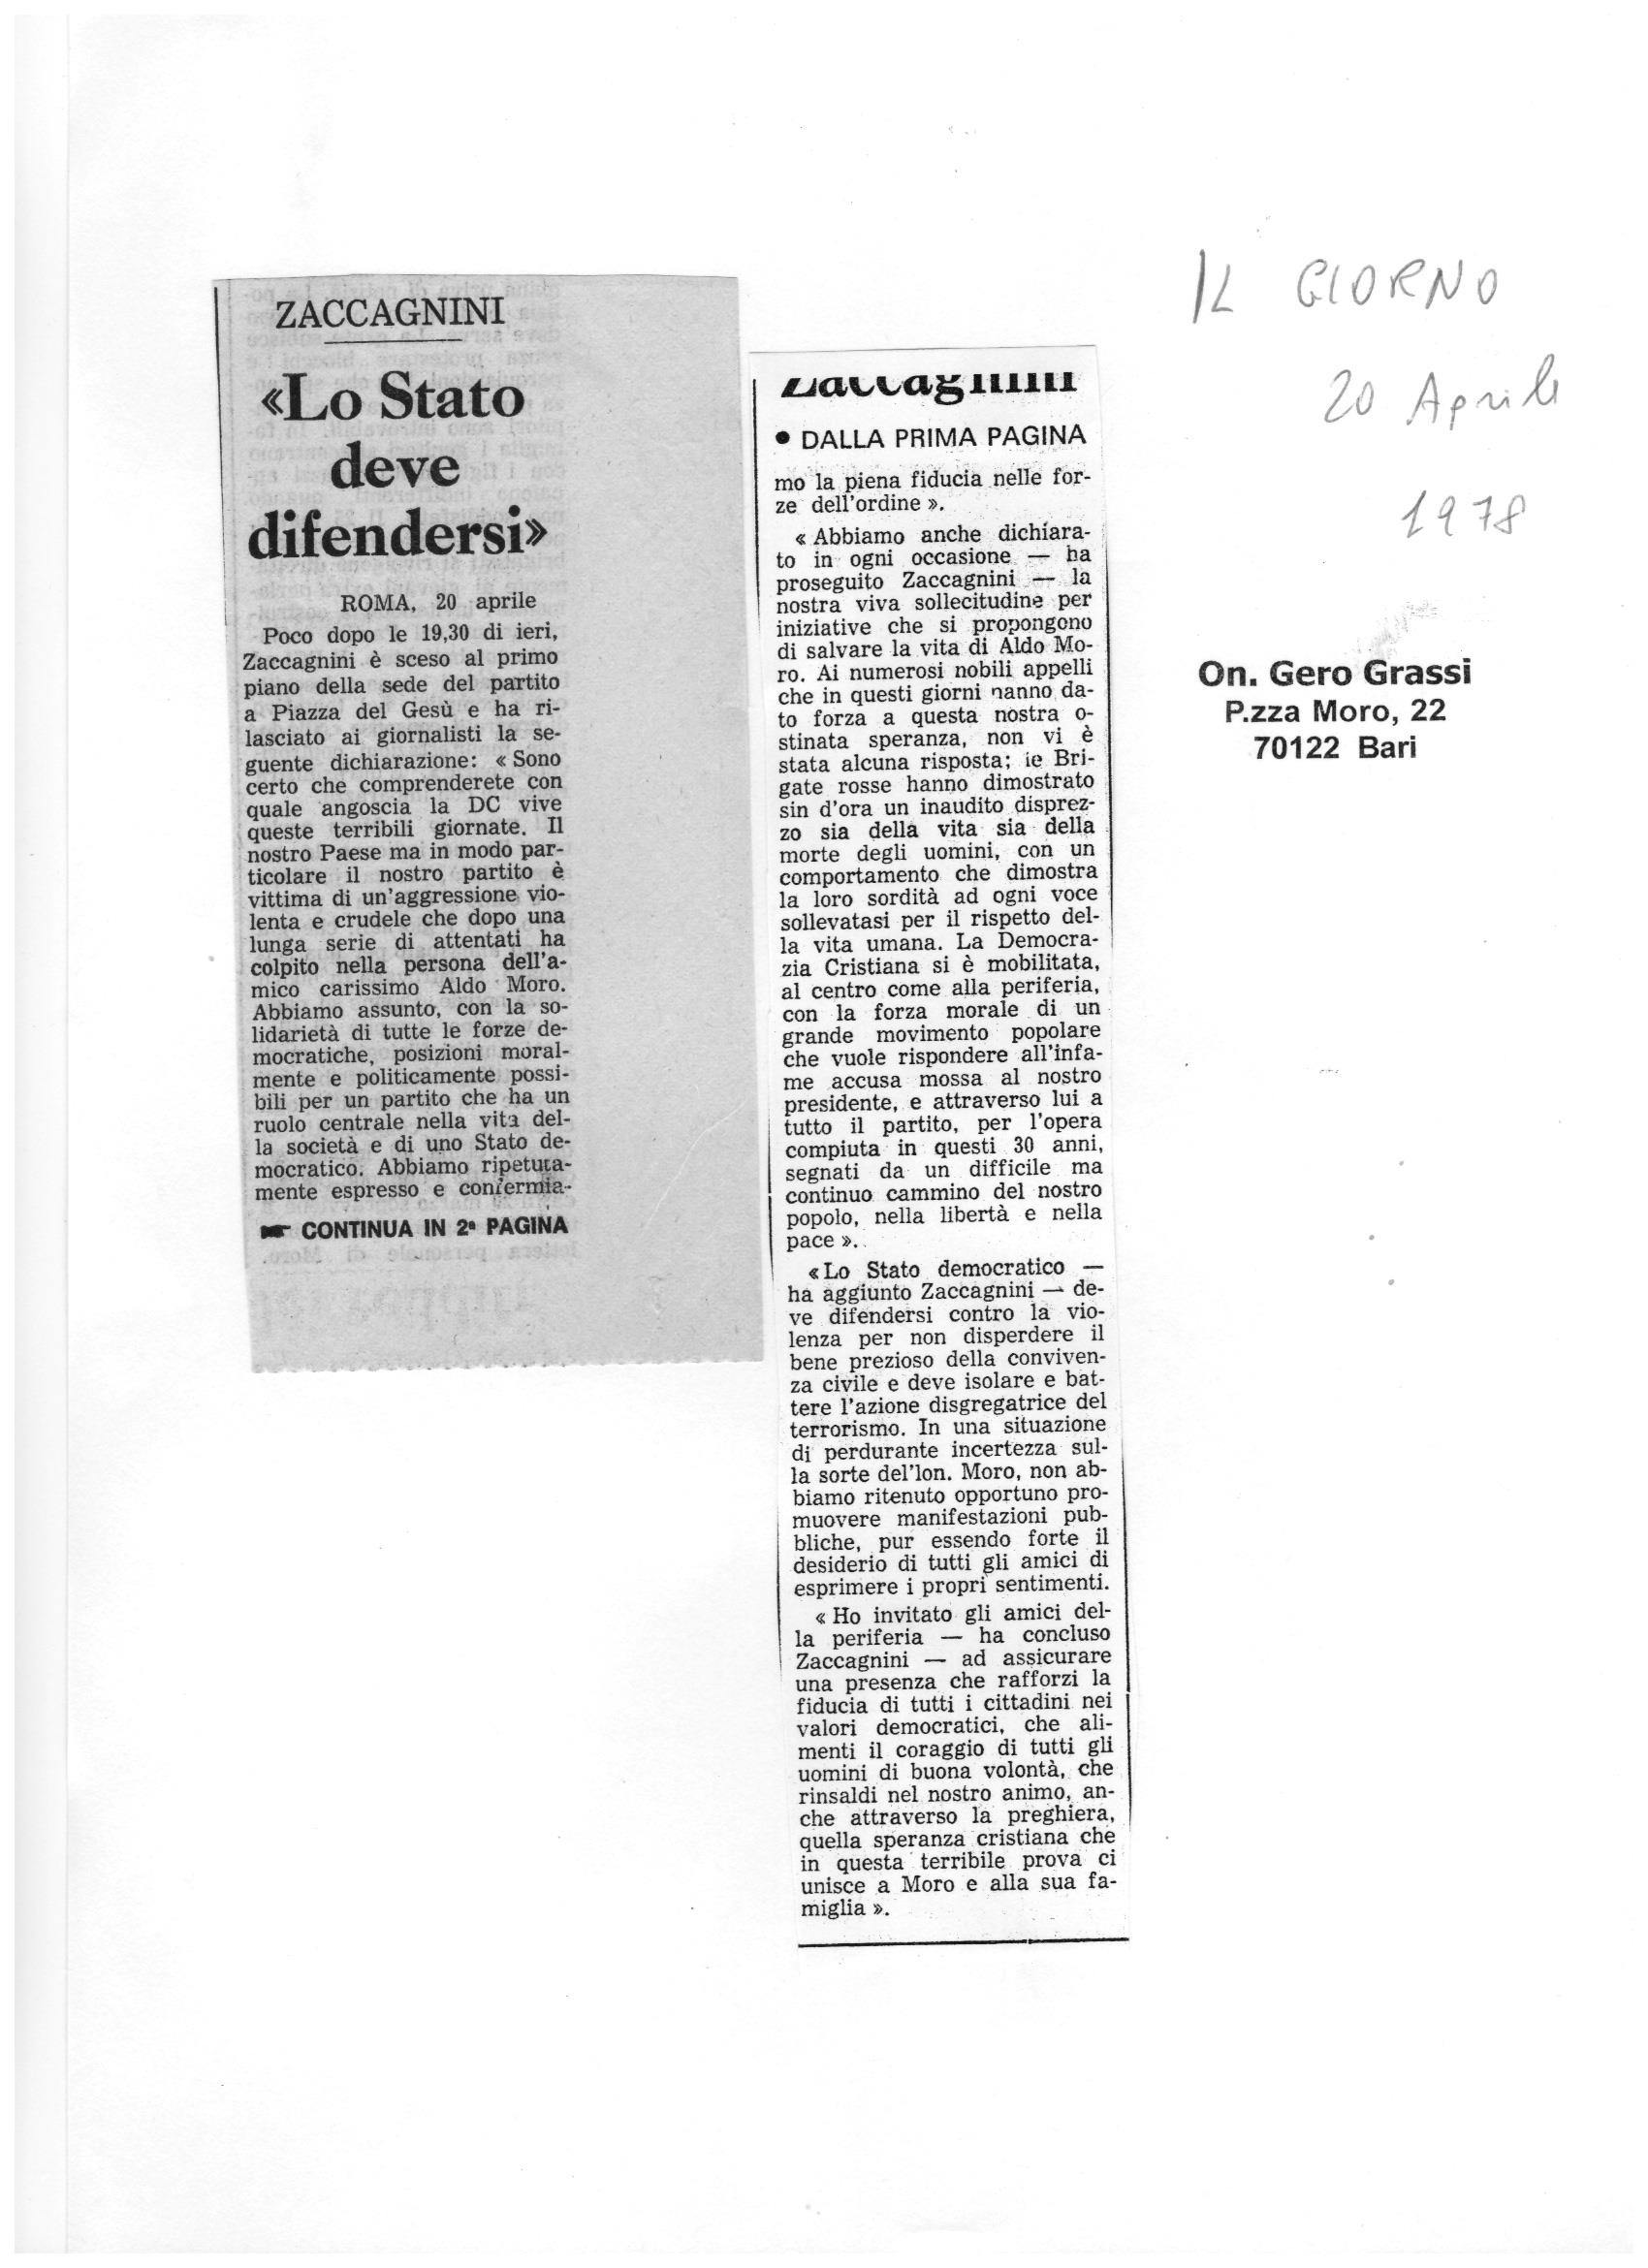 ZACCAGNINI
«Lo Stato
deve
difendersi»
ROMA, 20 aprile
Poco dopo le 19,30 di ieri,
Zaccagnini è sceso al primo
piano della sede del partito
a Piazza del Gesù e ha ri-
lasciato ai giornalisti la se-
guente dichiarazione: « Sono
certo che comprenderete con
quale angoscia la DC vive
queste terribili giornate. Il
nostro Paese ma in modo par-
ticolare il nostro partito è
vittima di un'aggressione vio-
lenta e crudele che dopo una
lunga serie di attentati ha
colpito nella persona dell'a-
mico carissimo Aldo Moro.
Abbiamo assunto, con la so-
lidarietà di tutte le forze de-
mocratiche, posizioni moral-
mente e politicamente possi-
bili per un partito che ha un
ruolo centrale nella vita del-
la società e di uno Stato de-
mocratico. Abbiamo ripetuta-
mente espresso e confermia-
CONTINUA IN 2ª PAGINA
Zaccagnini
• DALLA PRIMA PAGINA
mo la piena fiducia nelle for-
ze dell'ordine ».
« Abbiamo anche dichiara-
to in ogni occasione — ha
proseguito Zaccagnini — la
nostra viva sollecitudine per
iniziative che si propongono
di salvare la vita di Aldo Mo-
ro. Ai numerosi nobili appelli
che in questi giorni hanno da-
to forza a questa nostra o-
stinata speranza, non vi è
stata alcuna risposta; le Bri-
gate rosse hanno dimostrato
sin d'ora un inaudito disprez-
zo sia della vita sia della
morte degli uomini, con un
comportamento che dimostra
la loro sordità ad ogni voce
sollevatasi per il rispetto del-
la vita umana. La Democra-
zia Cristiana si è mobilitata,
al centro come alla periferia,
con la forza morale di un
grande movimento popolare
che vuole rispondere all'infa-
me accusa mossa al nostro
presidente, e attraverso lui a
tutto il partito, per l'opera
compiuta in questi 30 anni,
segnati da un difficile ma
continuo cammino del nostro
popolo, nella libertà e nella
pace ».
«Lo Stato democratico —
ha aggiunto Zaccagnini — de-
ve difendersi contro la vio-
lenza per non disperdere il
bene prezioso della conviven-
za civile e deve isolare e bat-
tere l'azione disgregatrice del
terrorismo. In una situazione
di perdurante incertezza sul-
la sorte del'lon. Moro, non ab-
biamo ritenuto opportuno pro-
muovere manifestazioni pub-
bliche, pur essendo forte il
desiderio di tutti gli amici di
esprimere i propri sentimenti.
« Ho invitato gli amici del-
la periferia — ha concluso
Zaccagnini — ad assicurare
una presenza che rafforzi la
fiducia di tutti i cittadini nei
valori democratici, che ali-
menti il coraggio di tutti gli
uomini di buona volontà, che
rinsaldi nel nostro animo, an-
che attraverso la preghiera,
quella speranza cristiana che
in questa terribile prova ci
unisce a Moro e alla sua fa-
miglia ».
IL GIORNO
20 Aprile
1978
On. Gero Grassi
P.zza Moro, 22
70122 Bari